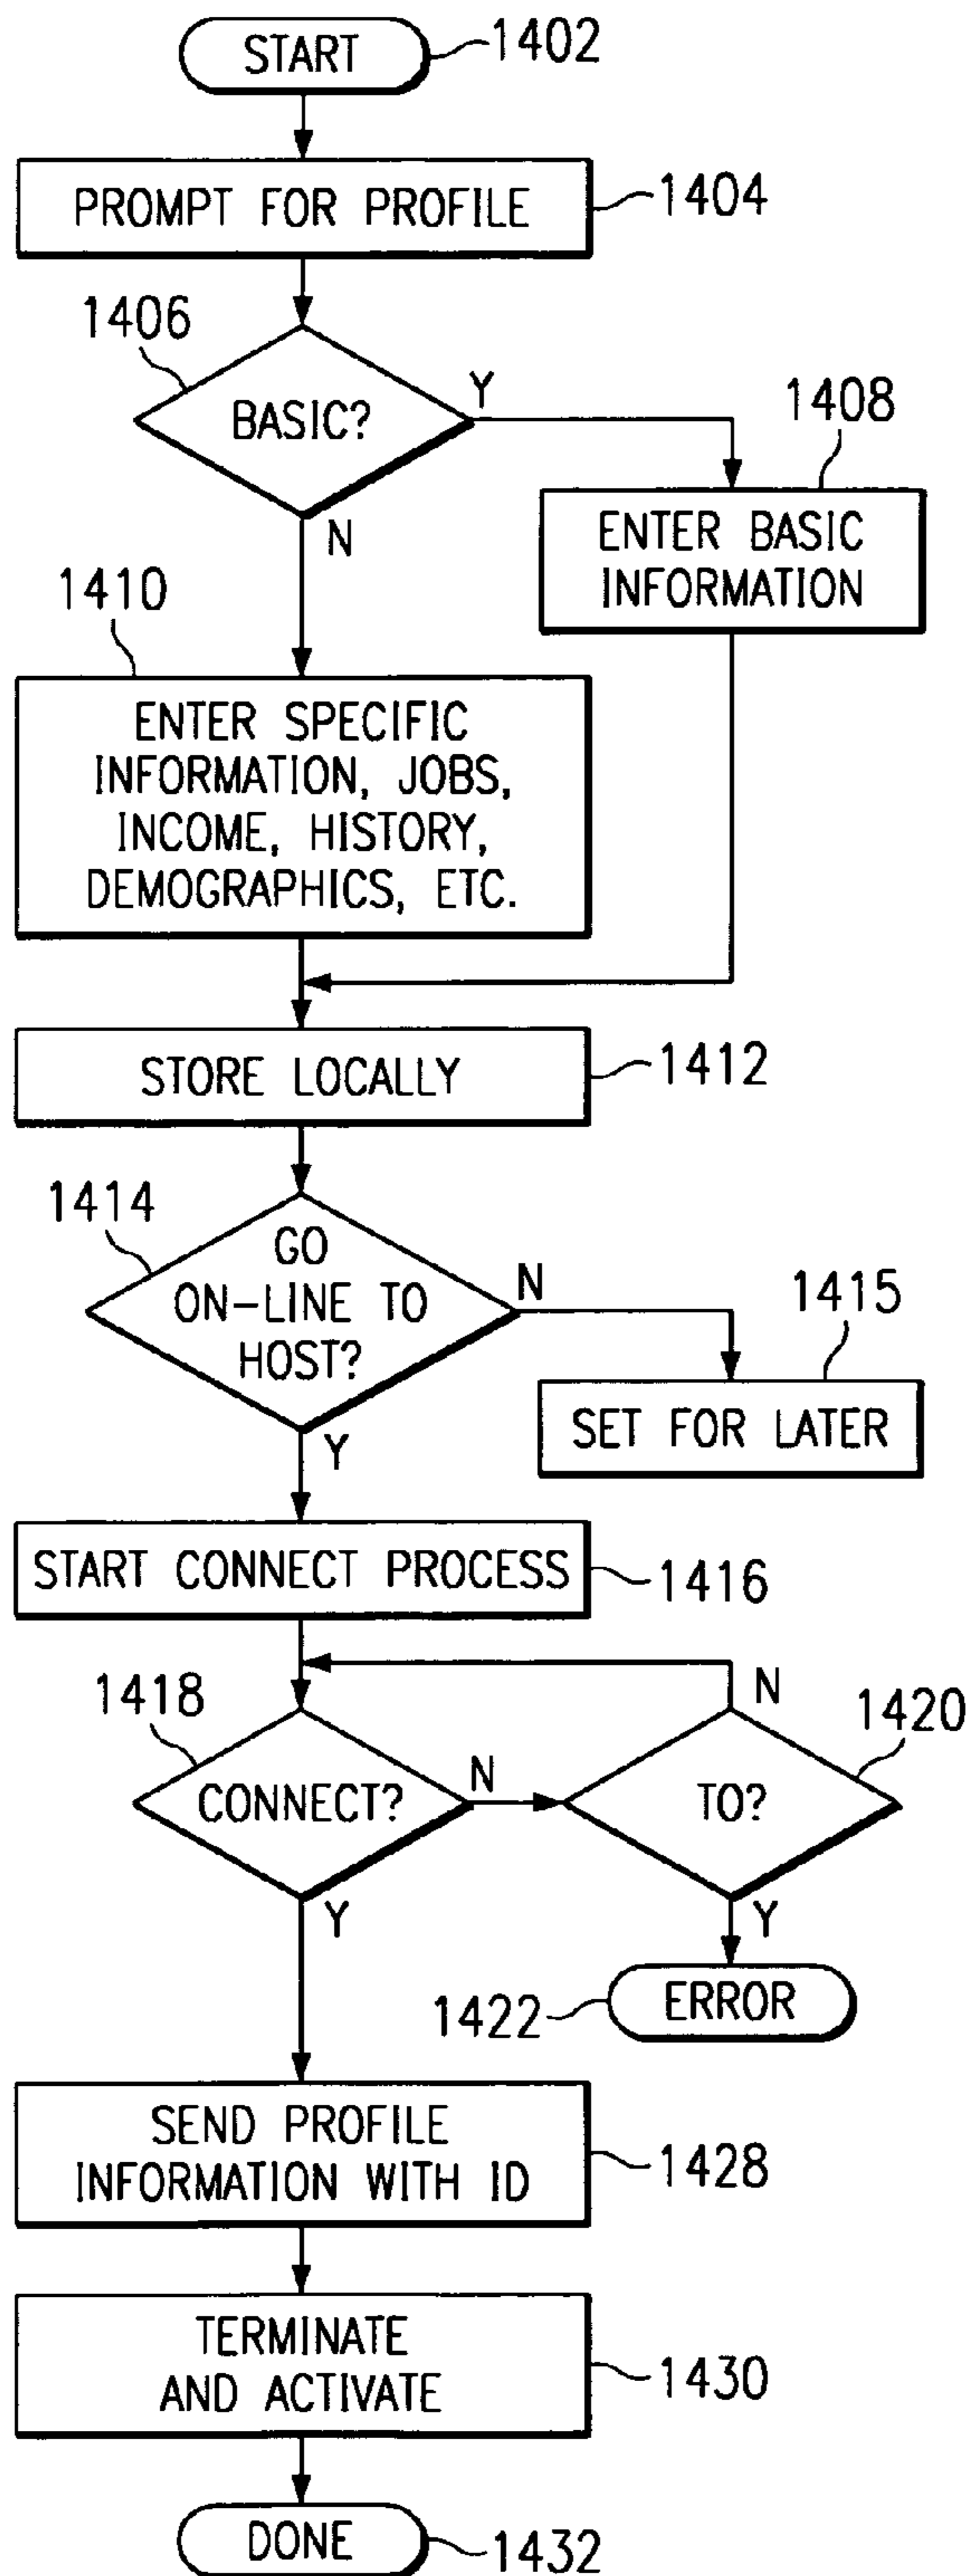 START
1402
PROMPT FOR PROFILE
1404
1406
BASIC?
Y
N
1408
ENTER BASIC
INFORMATION
1410
ENTER SPECIFIC
INFORMATION, JOBS,
INCOME, HISTORY,
DEMOGRAPHICS, ETC.
STORE LOCALLY
1412
1414
GO
ON-LINE TO
HOST?
N
Y
1415
SET FOR LATER
START CONNECT PROCESS
1416
1418
CONNECT?
N
Y
1420
TO?
N
Y
1422
ERROR
SEND PROFILE
INFORMATION WITH ID
1428
TERMINATE
AND ACTIVATE
1430
DONE
1432